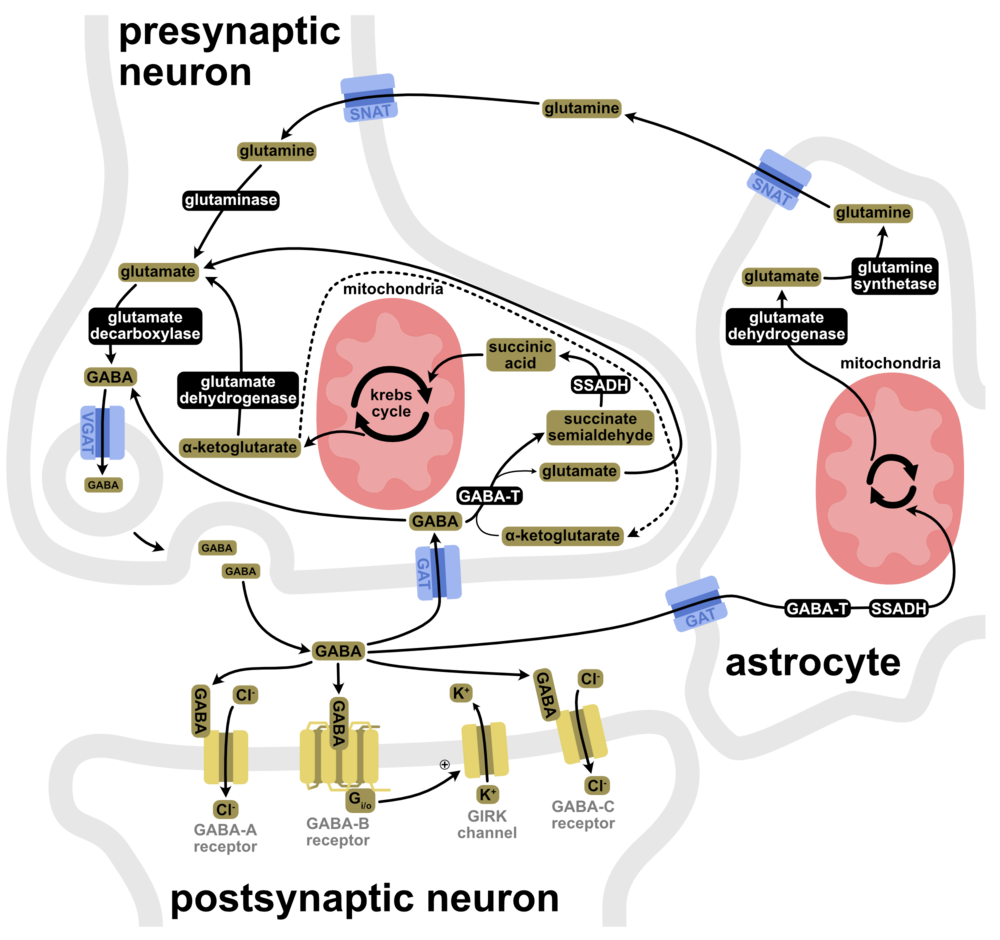 presynaptic
neuron
SNAT
glutamine
glutamine
glutaminase
SNAT
glutamine
glutamate
glutamine
synthetase
glutamate
dehydrogenase
glutamate
mitochondria
glutamate
decarboxylase
GABA
succinic
acid
SSADH
krebs
cycle
glutamate
dehydrogenase
succinate
semialdehyde
α-ketoglutarate
VGAT
GABA
glutamate
GABA-T
GABA
α-ketoglutarate
mitochondria
GABA
GABA
GAT
GAT
GABA-T
SSADH
GABA
astrocyte
GABA
Cl-
GABA
K+
GABA
Cl-
Cl-
Gi/o
⊕
K+
Cl-
GABA-A
receptor
GABA-B
receptor
GIRK
channel
GABA-C
receptor
postsynaptic neuron